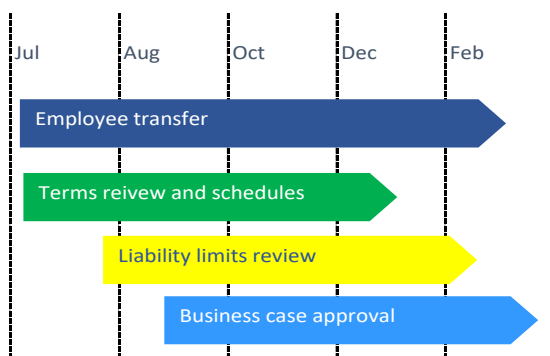 Jul Aug Oct Dec Feb
Employee transfer
Terms reivew and schedules
Liability limits review
Business case approval